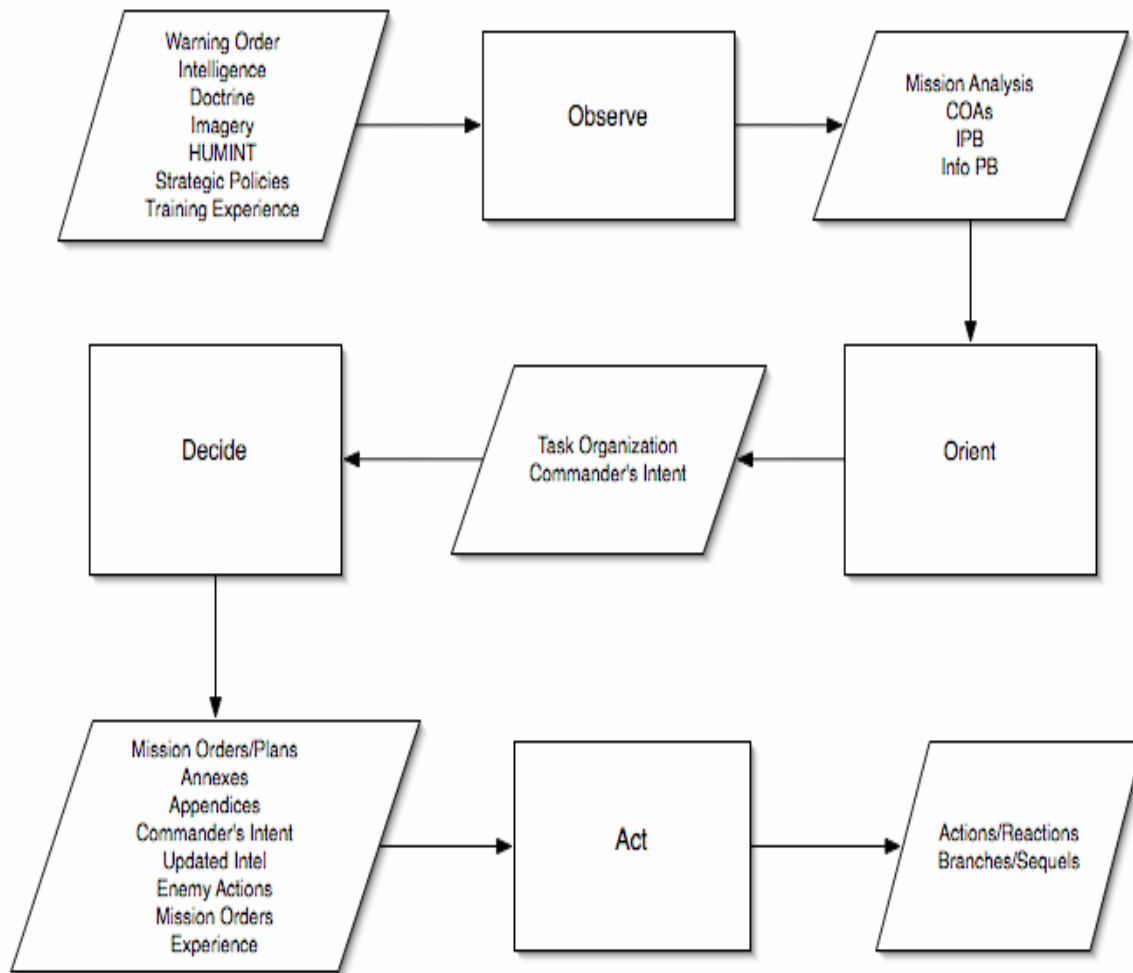 Warning Order
Intelligence
Doctrine
Imagery
HUMINT
Strategic Policies
Training Experience
Observe
Mission Analysis
COAs
IPB
Info PB
Orient
Task Organization
Commander's Intent
Decide
Mission Orders/Plans
Annexes
Appendices
Commander's Intent
Updated Intel
Enemy Actions
Mission Orders
Experience
Act
Actions/Reactions
Branches/Sequels